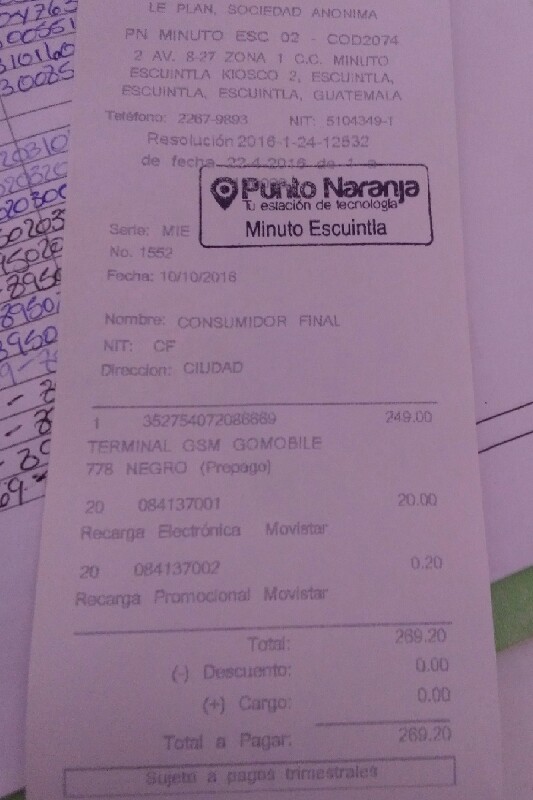 LE PLAN, SOCIEDAD ANONIMA
PN MINUTO ESC 02 - COD2074
2 AV. 8-27 ZONA 1 C.C. MINUTO
ESCUINTLA KIOSCO 2, ESCUINTLA,
ESCUINTLA, ESCUINTLA, GUATEMALA
Teléfono: 2267-9893 NIT: 5104349-1
Resolución 2016-1-24-12832
de fecha 22.4.2016 de 1 a
Punto Naranja
Tu estación de tecnología
Minuto Escuintla
Serie: MIE
No. 1552
Fecha: 10/10/2016
Nombre: CONSUMIDOR FINAL
NIT: CF
Direccion: CIUDAD
1 352754072086869 249.00
TERMINAL GSM GOMOBILE
778 NEGRO (Prepago)
20 084137001 20.00
Recarga Electrónica Movistar
20 084137002 0.20
Recarga Promocional Movistar
Total: 269.20
(-) Descuento: 0.00
(+) Cargo: 0.00
Total a Pagar: 269.20
Sujeto a pagos trimestrales